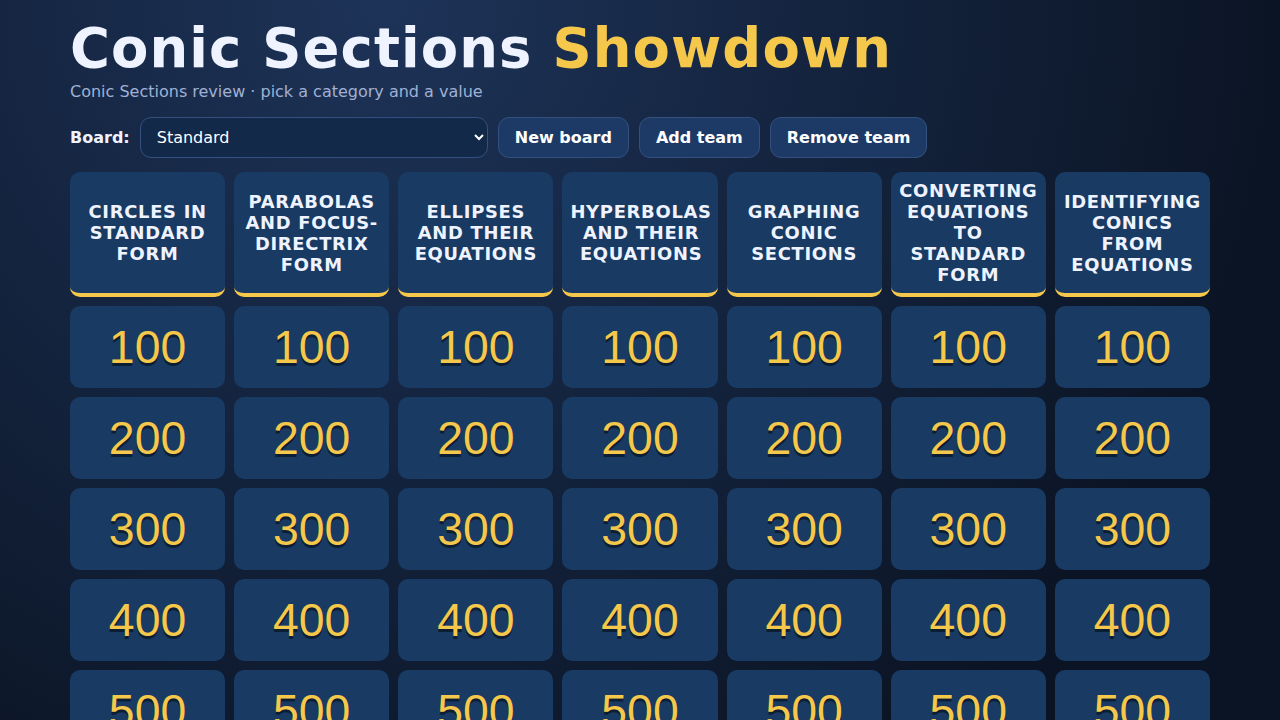 Conic Sections Showdown
Conic Sections review · pick a category and a value
Board: Standard New board Add team Remove team
CIRCLES IN
STANDARD
FORM
PARABOLAS
AND FOCUS-
DIRECTRIX
FORM
ELLIPSES
AND THEIR
EQUATIONS
HYPERBOLAS
AND THEIR
EQUATIONS
GRAPHING
CONIC
SECTIONS
CONVERTING
EQUATIONS
TO
STANDARD
FORM
IDENTIFYING
CONICS
FROM
EQUATIONS
100 100 100 100 100 100 100
200 200 200 200 200 200 200
300 300 300 300 300 300 300
400 400 400 400 400 400 400
500 500 500 500 500 500 500